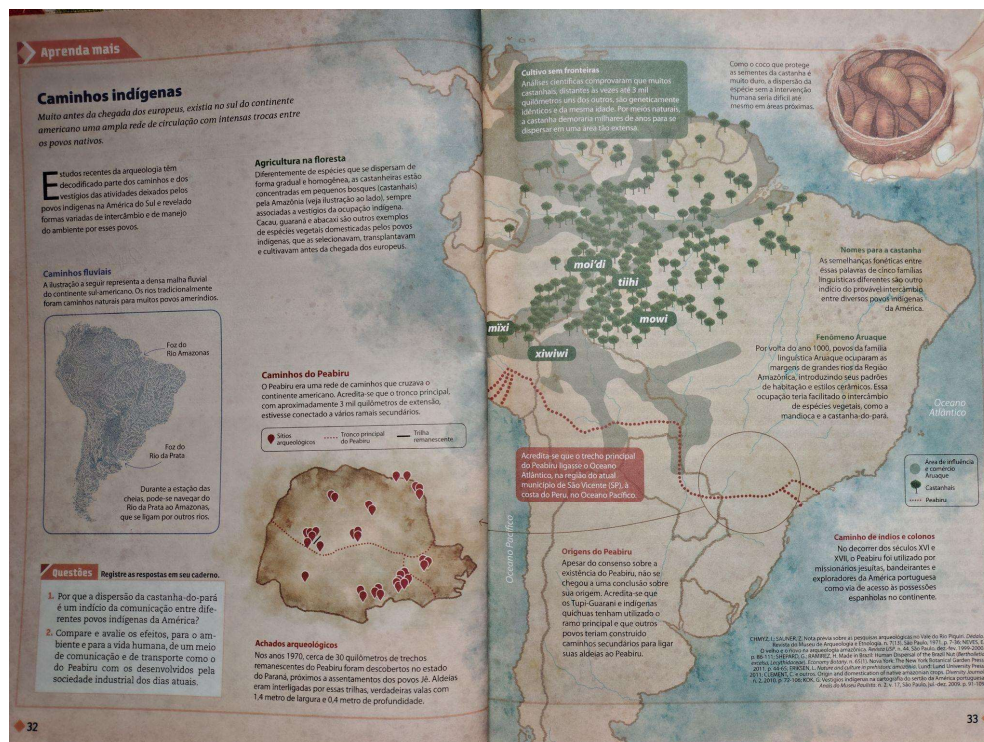 Aprenda mais
Caminhos indígenas
Muito antes da chegada dos europeus, existia no sul do continente
americano uma ampla rede de circulação com intensas trocas entre
os povos nativos.
Estudos recentes da arqueologia têm
decodificado parte dos caminhos e dos
vestígios das atividades deixados pelos
povos indígenas na América do Sul e revelado
formas variadas de intercâmbio e de manejo
do ambiente por esses povos.
Caminhos fluviais
A ilustração a seguir representa a densa malha fluvial
do continente sul-americano. Os rios tradicionalmente
foram caminhos naturais para muitos povos ameríndios.
Foz do
Rio Amazonas
Foz do
Rio da Prata
Durante a estação das
cheias, pode-se navegar do
Rio da Prata ao Amazonas,
que se ligam por outros rios.
Questões Registre as respostas em seu caderno.
1. Por que a dispersão da castanha-do-pará
é um indício da comunicação entre dife-
rentes povos indígenas da América?
2. Compare e avalie os efeitos, para o am-
biente e para a vida humana, de um meio
de comunicação e de transporte como o
do Peabiru com os desenvolvidos pela
sociedade industrial dos dias atuais.
32
Agricultura na floresta
Diferentemente de espécies que se dispersam de
forma gradual e homogênea, as castanheiras estão
concentradas em pequenos bosques (castanhais)
pela Amazônia (veja ilustração ao lado), sempre
associadas a vestígios da ocupação indígena.
Cacau, guaraná e abacaxi são outros exemplos
de espécies vegetais domesticadas pelos povos
indígenas, que as selecionavam, transplantavam
e cultivavam antes da chegada dos europeus.
Caminhos do Peabiru
O Peabiru era uma rede de caminhos que cruzava o
continente americano. Acredita-se que o tronco principal,
com aproximadamente 3 mil quilômetros de extensão,
estivesse conectado a vários ramais secundários.
Sítios
arqueológicos
Tronco principal
do Peabiru
Trilha
remanescente
Achados arqueológicos
Nos anos 1970, cerca de 30 quilômetros de trechos
remanescentes do Peabiru foram descobertos no estado
do Paraná, próximos a assentamentos dos povos Jê. Aldeias
eram interligadas por essas trilhas, verdadeiras valas com
1,4 metro de largura e 0,4 metro de profundidade.
Cultivo sem fronteiras
Análises científicas comprovaram que muitos
castanhais, distantes às vezes até 3 mil
quilômetros uns dos outros, são geneticamente
idênticos e da mesma idade. Por meios naturais,
a castanha demoraria milhares de anos para se
dispersar em uma área tão extensa.
Como o coco que protege
as sementes da castanha é
muito duro, a dispersão da
espécie sem a intervenção
humana seria difícil até
mesmo em áreas próximas.
moi'di
tiihi
mowi
mïxi
xiwiwi
Nomes para a castanha
As semelhanças fonéticas entre
essas palavras de cinco famílias
linguísticas diferentes são outro
indício do provável intercâmbio
entre diversos povos indígenas
da América.
Fenômeno Aruaque
Por volta do ano 1000, povos da família
linguística Aruaque ocuparam as
margens de grandes rios da Região
Amazônica, introduzindo seus padrões
de habitação e estilos cerâmicos. Essa
ocupação teria facilitado o intercâmbio
de espécies vegetais, como a
mandioca e a castanha-do-pará.
Oceano
Atlântico
Acredita-se que o trecho principal
do Peabiru ligasse o Oceano
Atlântico, na região do atual
município de São Vicente (SP), à
costa do Peru, no Oceano Pacífico.
Área de influência
e comércio
Aruaque
Castanhais
Peabiru
Oceano Pacífico
Origens do Peabiru
Apesar do consenso sobre a
existência do Peabiru, não se
chegou a uma conclusão sobre
sua origem. Acredita-se que
os Tupi-Guarani e indígenas
quíchuas tenham utilizado o
ramo principal e que outros
povos teriam construído
caminhos secundários para ligar
suas aldeias ao Peabiru.
Caminho de índios e colonos
No decorrer dos séculos XVI e
XVII, o Peabiru foi utilizado por
missionários jesuítas, bandeirantes e
exploradores da América portuguesa
como via de acesso às possessões
espanholas no continente.
33